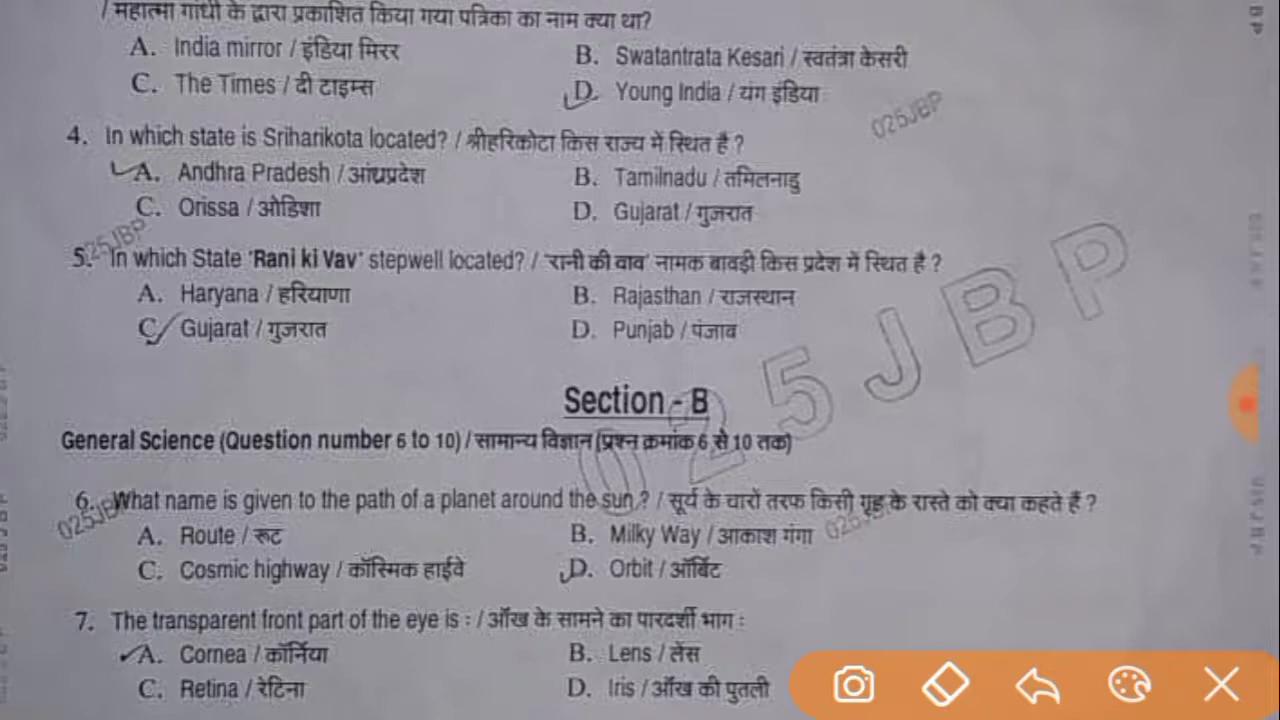 / महात्मा गांधी के द्वारा प्रकाशित किया गया पत्रिका का नाम क्या था?
A. India mirror / इंडिया मिरर B. Swatantrata Kesari / स्वतंत्रा केसरी
C. The Times / दी टाइम्स D. Young India / यंग इंडिया
025JBP
4. In which state is Sriharikota located? / श्रीहरिकोटा किस राज्य में स्थित है ?
A. Andhra Pradesh / आंध्रप्रदेश B. Tamilnadu / तमिलनाडु
C. Orissa / ओडिशा D. Gujarat / गुजरात
025JBP
5. In which State 'Rani ki Vav' stepwell located? / 'रानी की वाव' नामक बावड़ी किस प्रदेश में स्थित है ?
A. Haryana / हरियाणा B. Rajasthan / राजस्थान
C. Gujarat / गुजरात D. Punjab / पंजाब
025JBP
Section - B
General Science (Question number 6 to 10) / सामान्य विज्ञान (प्रश्न क्रमांक 6 से 10 तक)
6. What name is given to the path of a planet around the sun ? / सूर्य के चारों तरफ किसी गृह के रास्ते को क्या कहते हैं ?
025JBP 025JBP
A. Route / रूट B. Milky Way / आकाश गंगा
C. Cosmic highway / कॉस्मिक हाईवे D. Orbit / ऑर्बिट
7. The transparent front part of the eye is : / आँख के सामने का पारदर्शी भाग :
A. Cornea / कॉर्निया B. Lens / लेंस
C. Retina / रेटिना D. Iris / आँख की पुतली